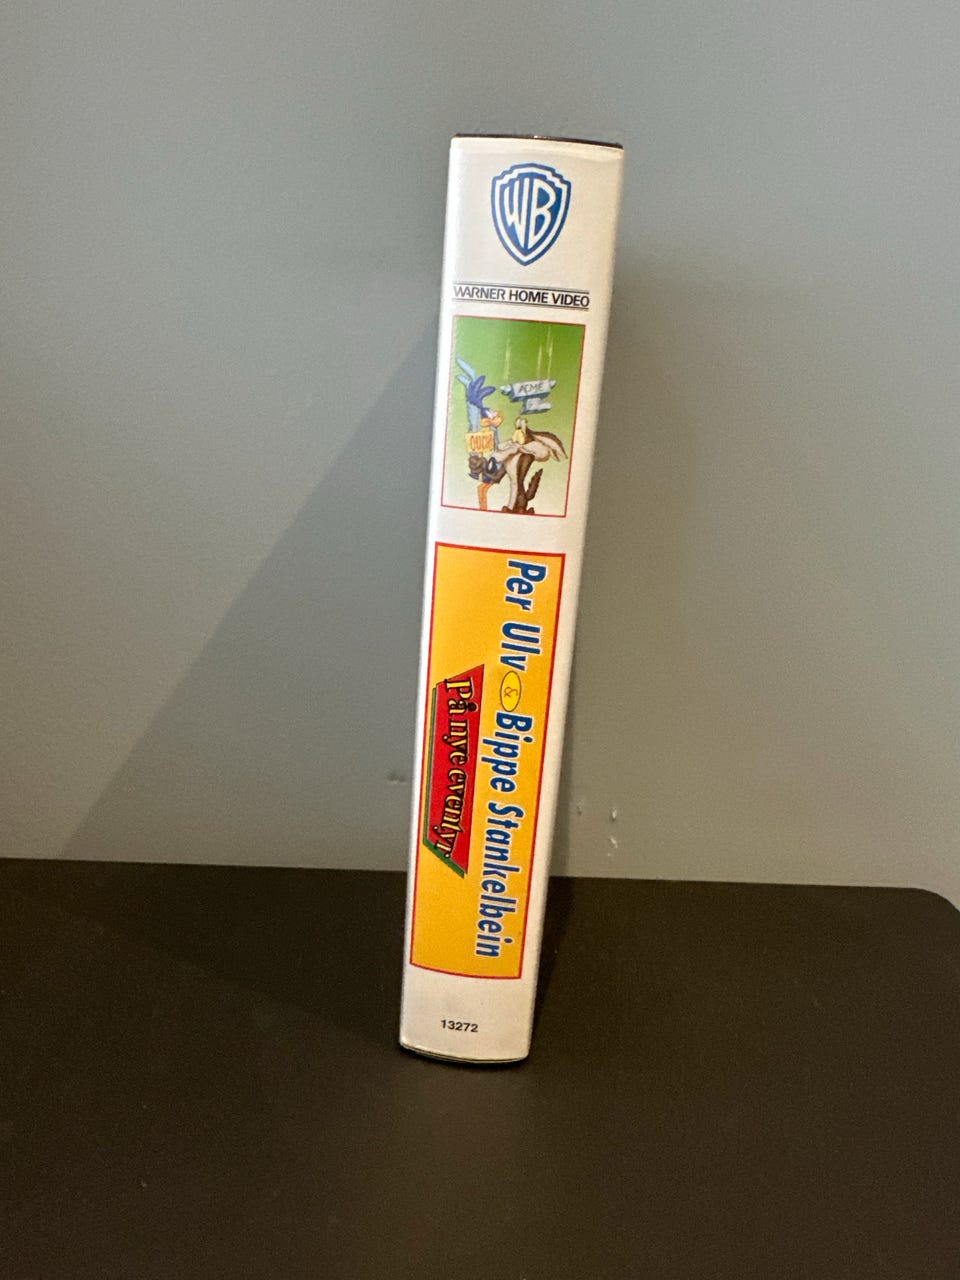 WB
WARNER HOME VIDEO
ACME
OUCH!
Per Ulv & Bippe Stankelbein
På nye eventyr
13272